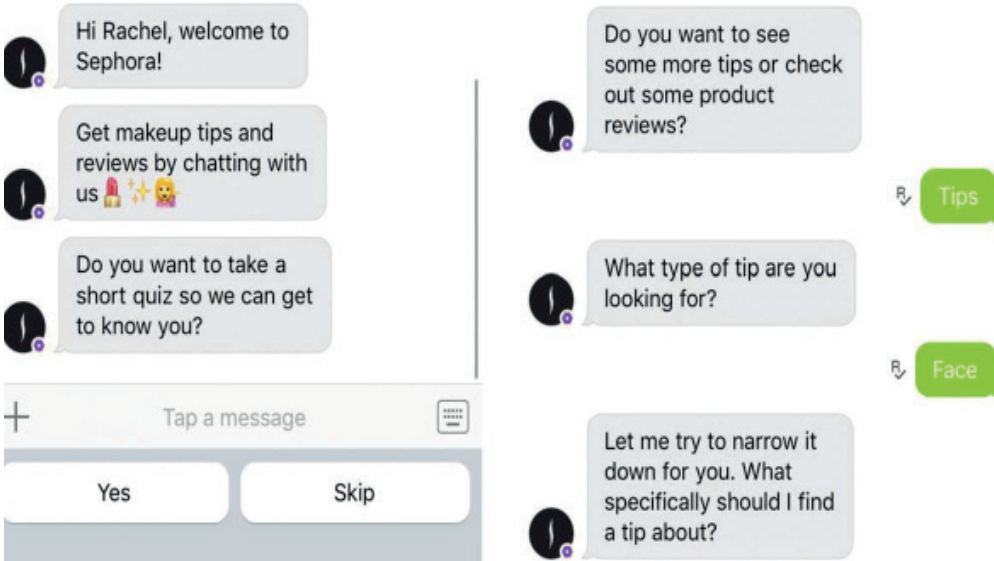 Hi Rachel, welcome to
Sephora!
Get makeup tips and
reviews by chatting with
us💄✨💁‍♀️
Do you want to take a
short quiz so we can get
to know you?
Tap a message
Yes
Skip
Do you want to see
some more tips or check
out some product
reviews?
R Tips
What type of tip are you
looking for?
R Face
Let me try to narrow it
down for you. What
specifically should I find
a tip about?